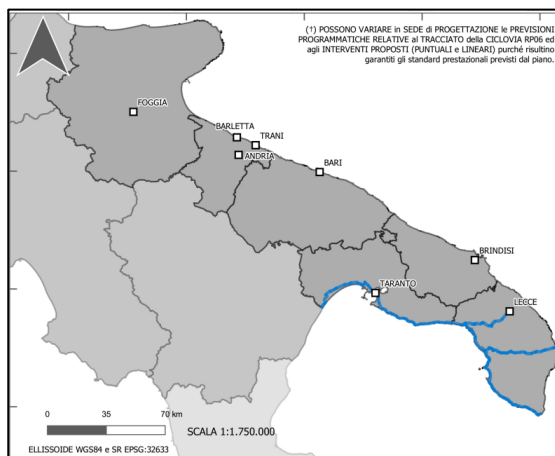 (†) POSSONO VARIARE in SEDE di PROGETTAZIONE le PREVISIONI
PROGRAMMATICHE RELATIVE al TRACCIATO della CICLOVIA RP06 ed
agli INTERVENTI PROPOSTI (PUNTUALI e LINEARI) purché risultino
garantiti gli standard prestazionali previsti dal piano.
FOGGIA
BARLETTA
TRANI
ANDRIA
BARI
BRINDISI
TARANTO
LECCE
0 35 70 km
SCALA 1:1.750.000
ELLISSOIDE WGS84 e SR EPSG:32633